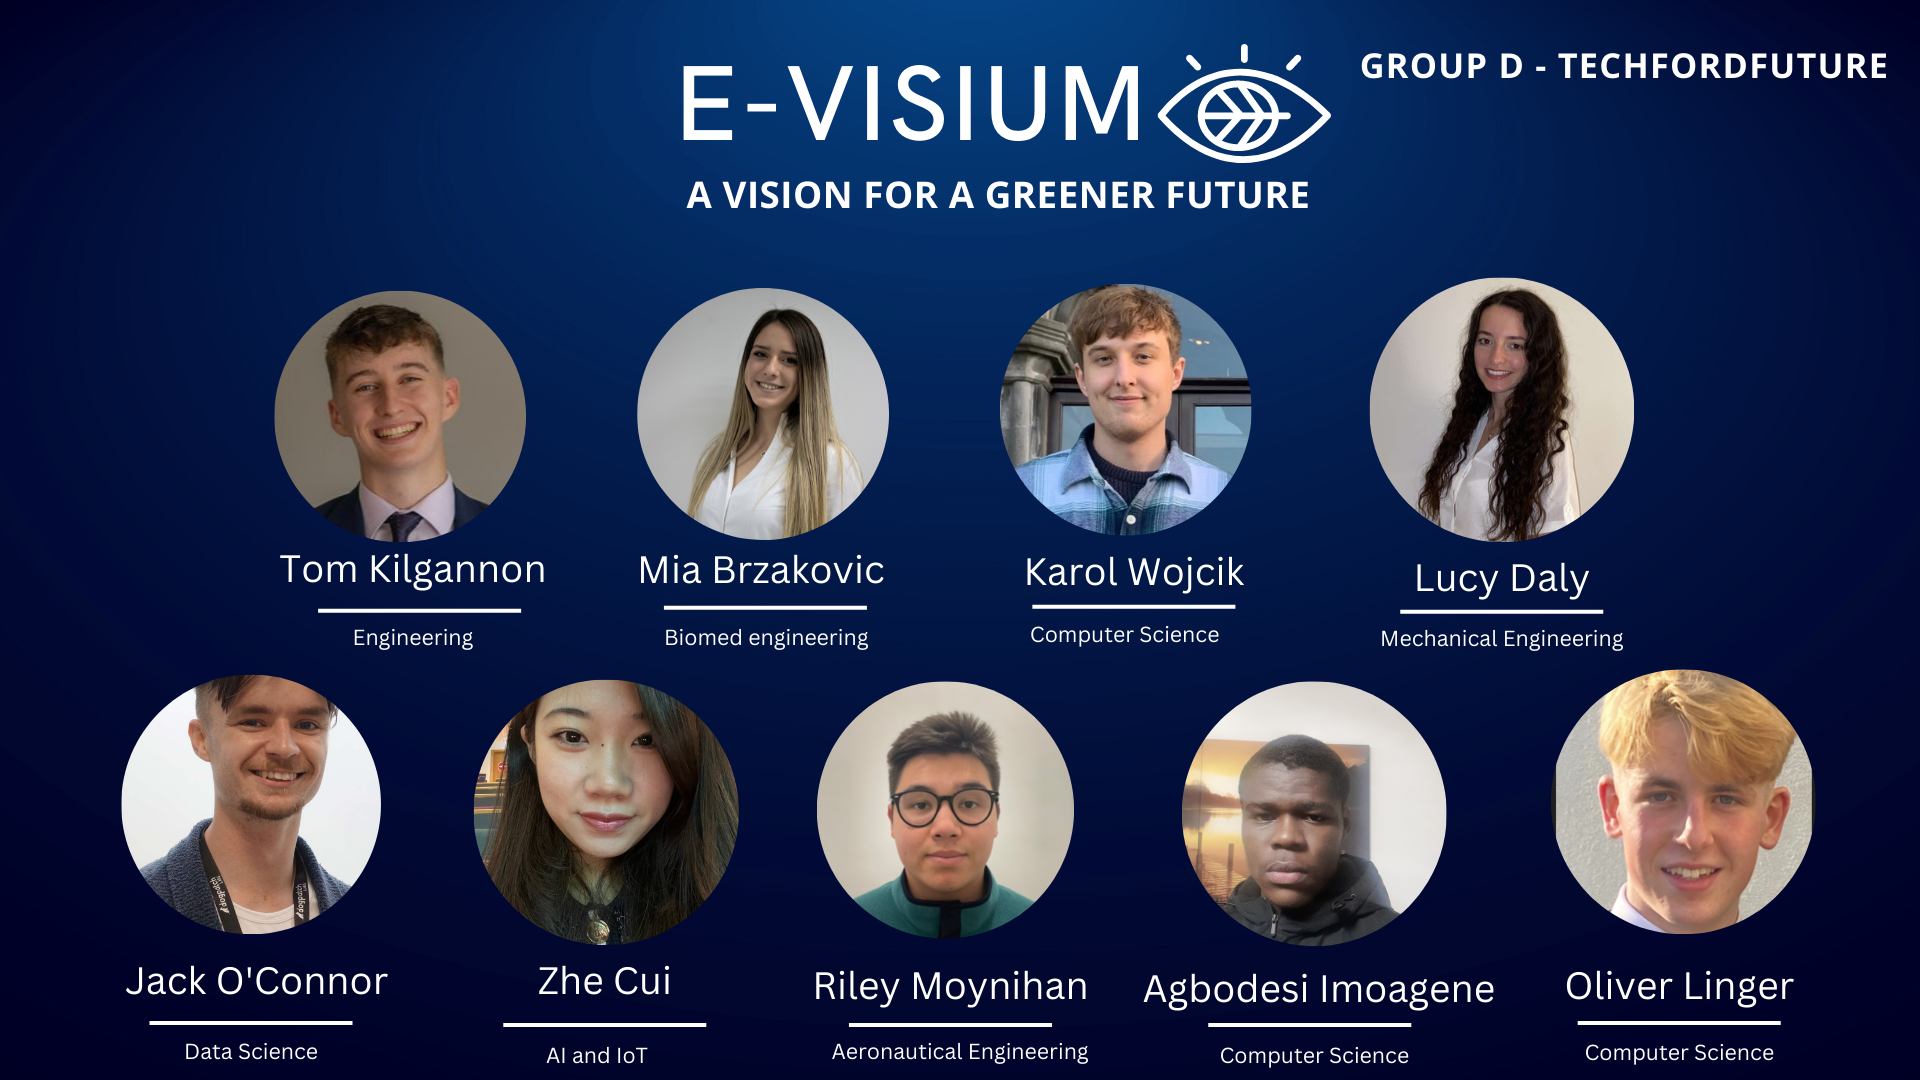 E-VISIUM
GROUP D - TECHFORDFUTURE
A VISION FOR A GREENER FUTURE
Tom Kilgannon
Engineering
Mia Brzakovic
Biomed engineering
Karol Wojcik
Computer Science
Lucy Daly
Mechanical Engineering
dogpatch
dogpatch
Jack O'Connor
Data Science
Zhe Cui
AI and IoT
Riley Moynihan
Aeronautical Engineering
Agbodesi Imoagene
Computer Science
Oliver Linger
Computer Science